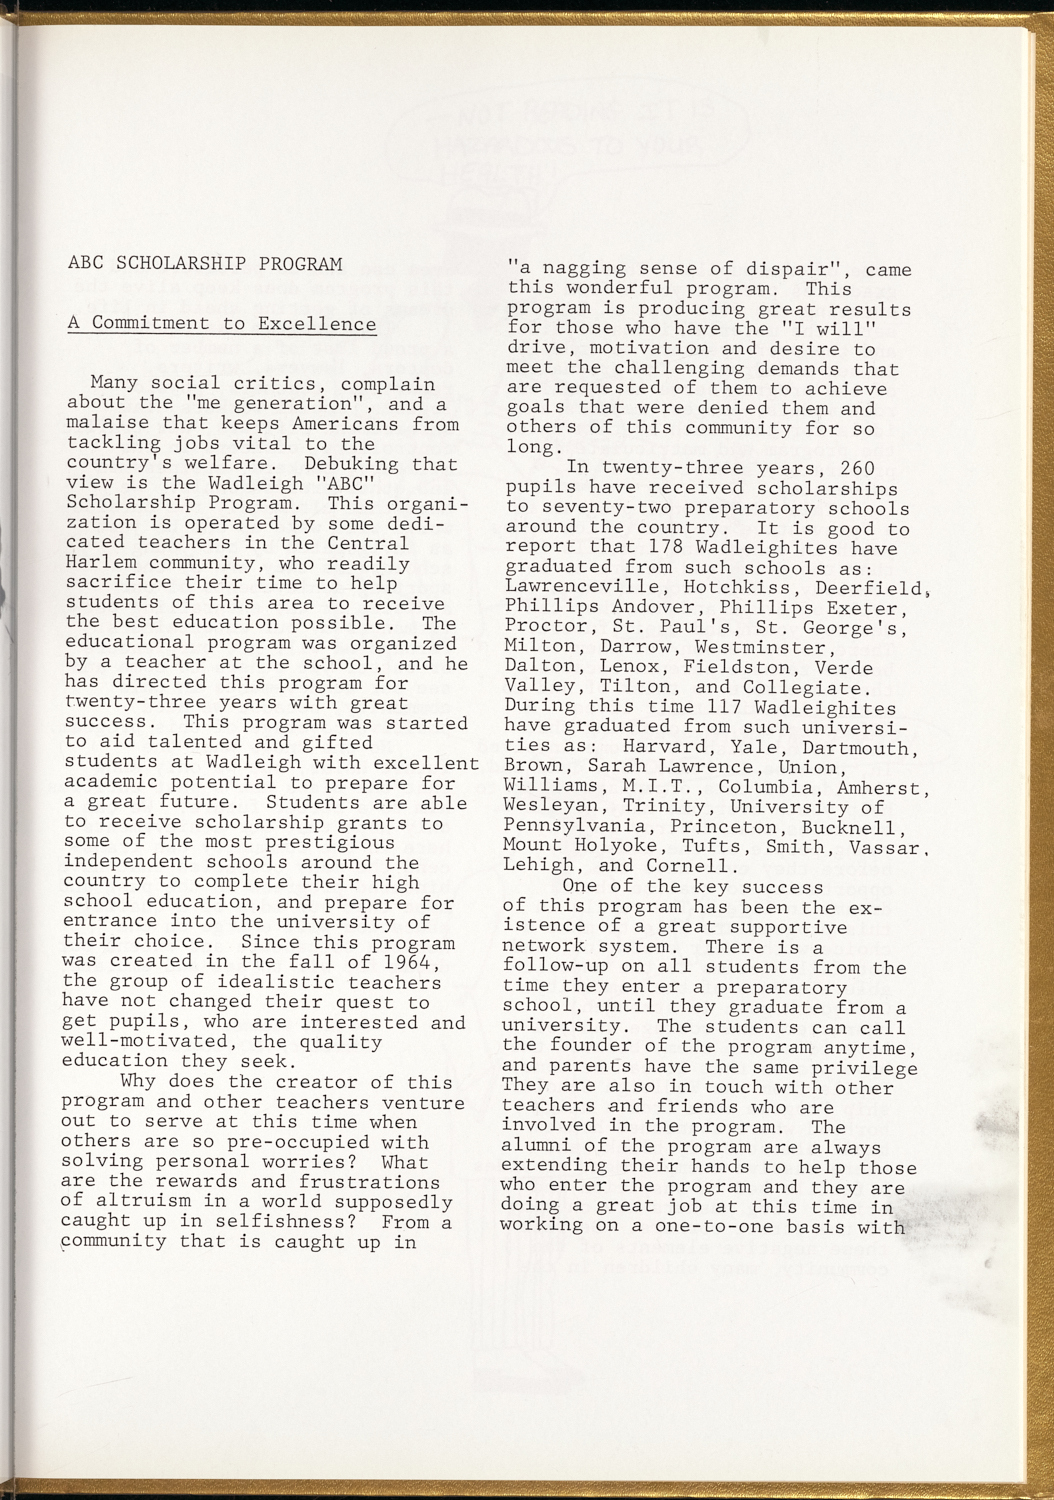 ABC SCHOLARSHIP PROGRAM
A Commitment to Excellence
Many social critics, complain
about the "me generation", and a
malaise that keeps Americans from
tackling jobs vital to the
country's welfare.  Debuking that
view is the Wadleigh "ABC"
Scholarship Program.  This organi-
zation is operated by some dedi-
cated teachers in the Central
Harlem community, who readily
sacrifice their time to help
students of this area to receive
the best education possible.  The
educational program was organized
by a teacher at the school, and he
has directed this program for
twenty-three years with great
success.  This program was started
to aid talented and gifted
students at Wadleigh with excellent
academic potential to prepare for
a great future.  Students are able
to receive scholarship grants to
some of the most prestigious
independent schools around the
country to complete their high
school education, and prepare for
entrance into the university of
their choice.  Since this program
was created in the fall of 1964,
the group of idealistic teachers
have not changed their quest to
get pupils, who are interested and
well-motivated, the quality
education they seek.
Why does the creator of this
program and other teachers venture
out to serve at this time when
others are so pre-occupied with
solving personal worries?  What
are the rewards and frustrations
of altruism in a world supposedly
caught up in selfishness?  From a
community that is caught up in
"a nagging sense of dispair", came
this wonderful program.  This
program is producing great results
for those who have the "I will"
drive, motivation and desire to
meet the challenging demands that
are requested of them to achieve
goals that were denied them and
others of this community for so
long.
In twenty-three years, 260
pupils have received scholarships
to seventy-two preparatory schools
around the country.  It is good to
report that 178 Wadleighites have
graduated from such schools as:
Lawrenceville, Hotchkiss, Deerfield,
Phillips Andover, Phillips Exeter,
Proctor, St. Paul's, St. George's,
Milton, Darrow, Westminster,
Dalton, Lenox, Fieldston, Verde
Valley, Tilton, and Collegiate.
During this time 117 Wadleighites
have graduated from such universi-
ties as:  Harvard, Yale, Dartmouth,
Brown, Sarah Lawrence, Union,
Williams, M.I.T., Columbia, Amherst,
Wesleyan, Trinity, University of
Pennsylvania, Princeton, Bucknell,
Mount Holyoke, Tufts, Smith, Vassar,
Lehigh, and Cornell.
One of the key success
of this program has been the ex-
istence of a great supportive
network system.  There is a
follow-up on all students from the
time they enter a preparatory
school, until they graduate from a
university.  The students can call
the founder of the program anytime,
and parents have the same privilege
They are also in touch with other
teachers and friends who are
involved in the program.  The
alumni of the program are always
extending their hands to help those
who enter the program and they are
doing a great job at this time in
working on a one-to-one basis with